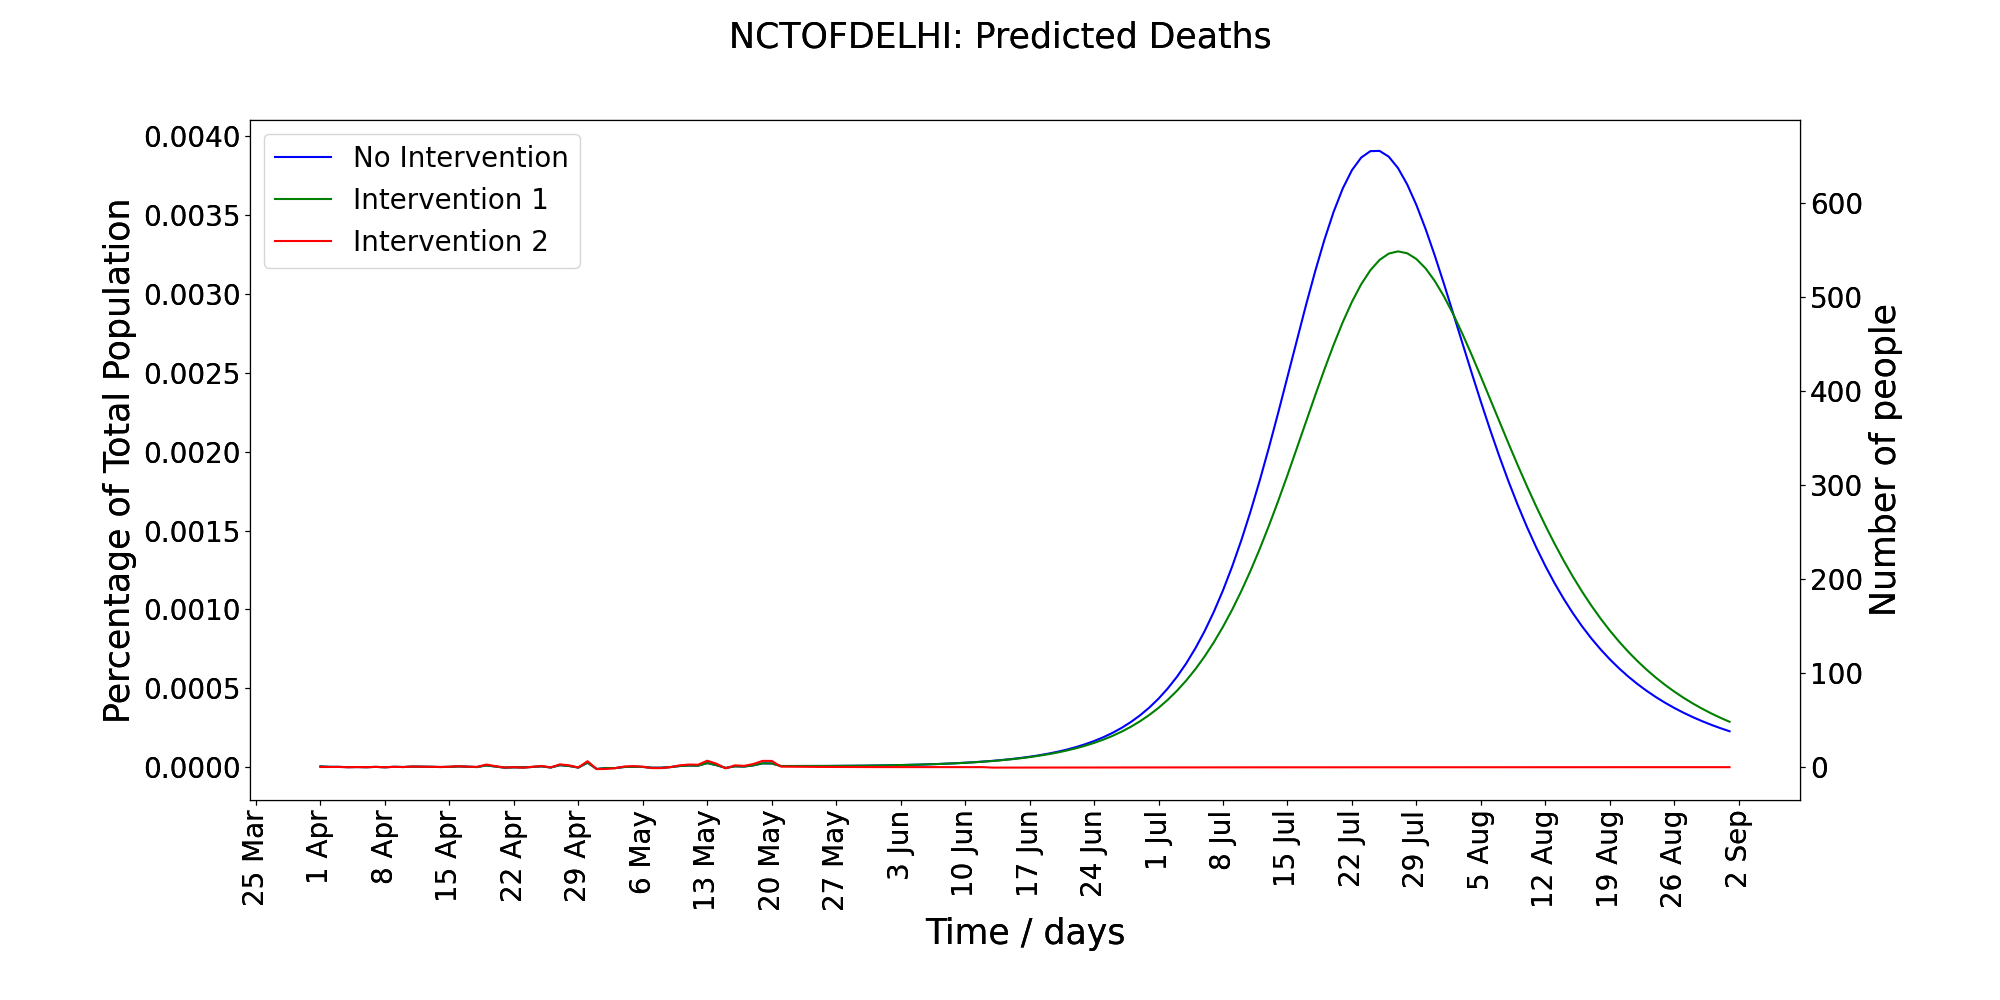 NCTOFDELHI: Predicted Deaths
No Intervention
Intervention 1
Intervention 2
Percentage of Total Population
0.0040
0.0035
0.0030
0.0025
0.0020
0.0015
0.0010
0.0005
0.0000
600
500
400
300
200
100
0
Number of people
25 Mar
1 Apr
8 Apr
15 Apr
22 Apr
29 Apr
6 May
13 May
20 May
27 May
3 Jun
10 Jun
17 Jun
24 Jun
1 Jul
8 Jul
15 Jul
22 Jul
29 Jul
5 Aug
12 Aug
19 Aug
26 Aug
2 Sep
Time / days